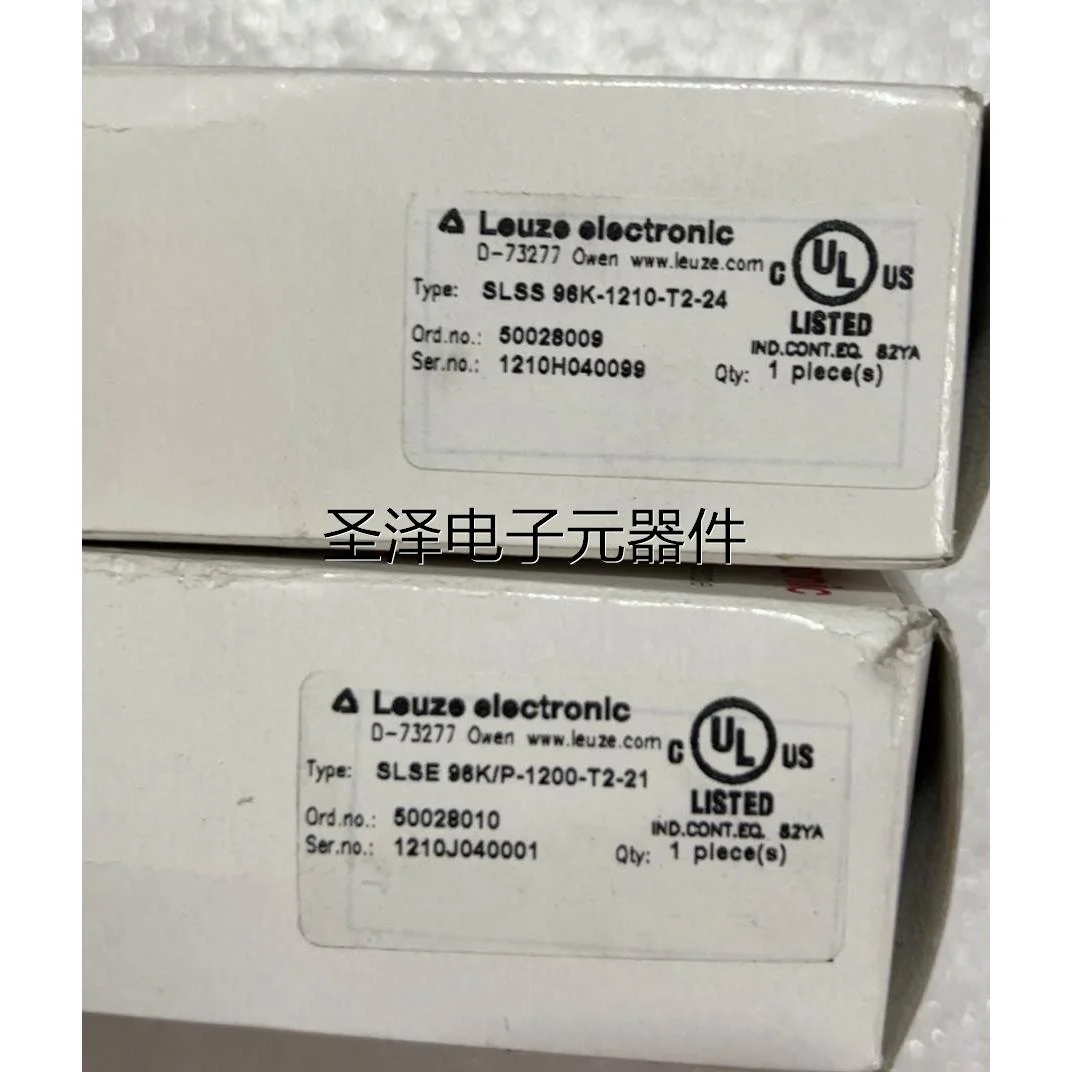 Leuze electronic
D-73277 Owen www.leuze.com
C UL US
LISTED
IND.CONT.EQ. 82YA
Type: SLSS 96K-1210-T2-24
Ord.no.: 50028009
Ser.no.: 1210H040099
Qty: 1 piece(s)
圣泽电子元器件
Leuze electronic
D-73277 Owen www.leuze.com
C UL US
LISTED
IND.CONT.EQ. 82YA
Type: SLSE 96K/P-1200-T2-21
Ord.no.: 50028010
Ser.no.: 1210J040001
Qty: 1 piece(s)